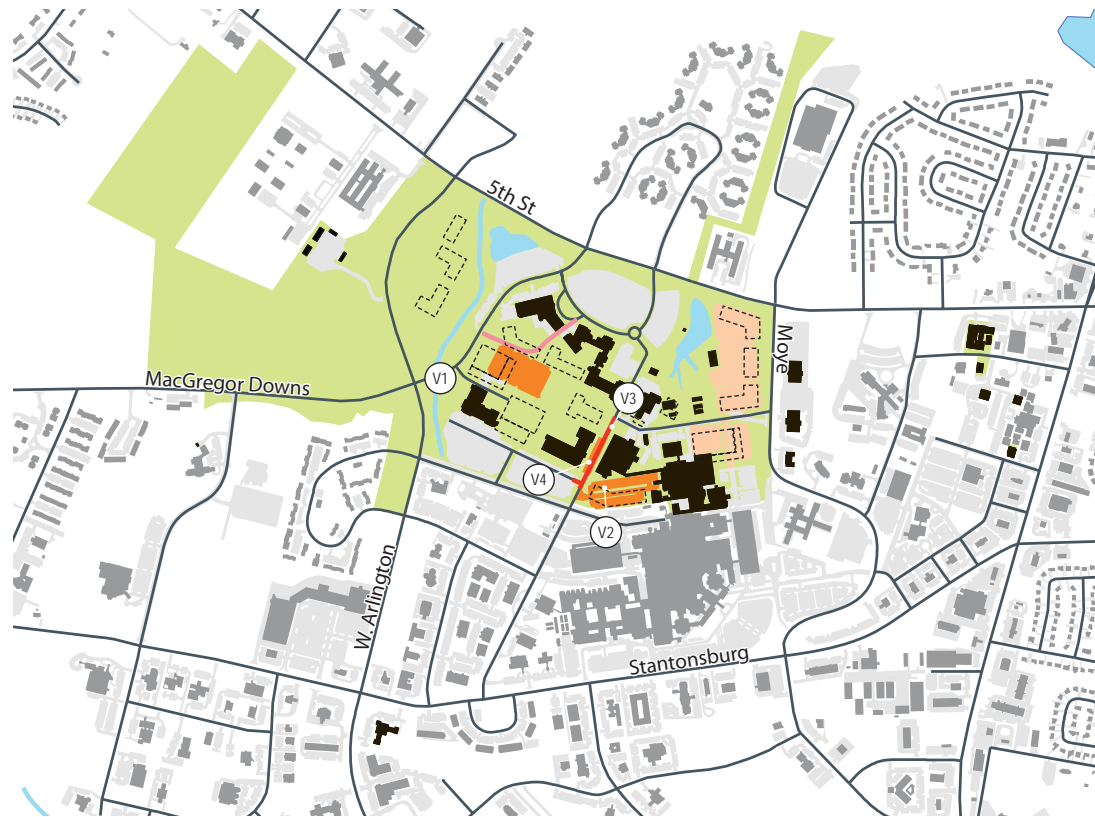 5th St
Moye
MacGregor Downs
V1
V3
V4
V2
W. Arlington
Stantonsburg